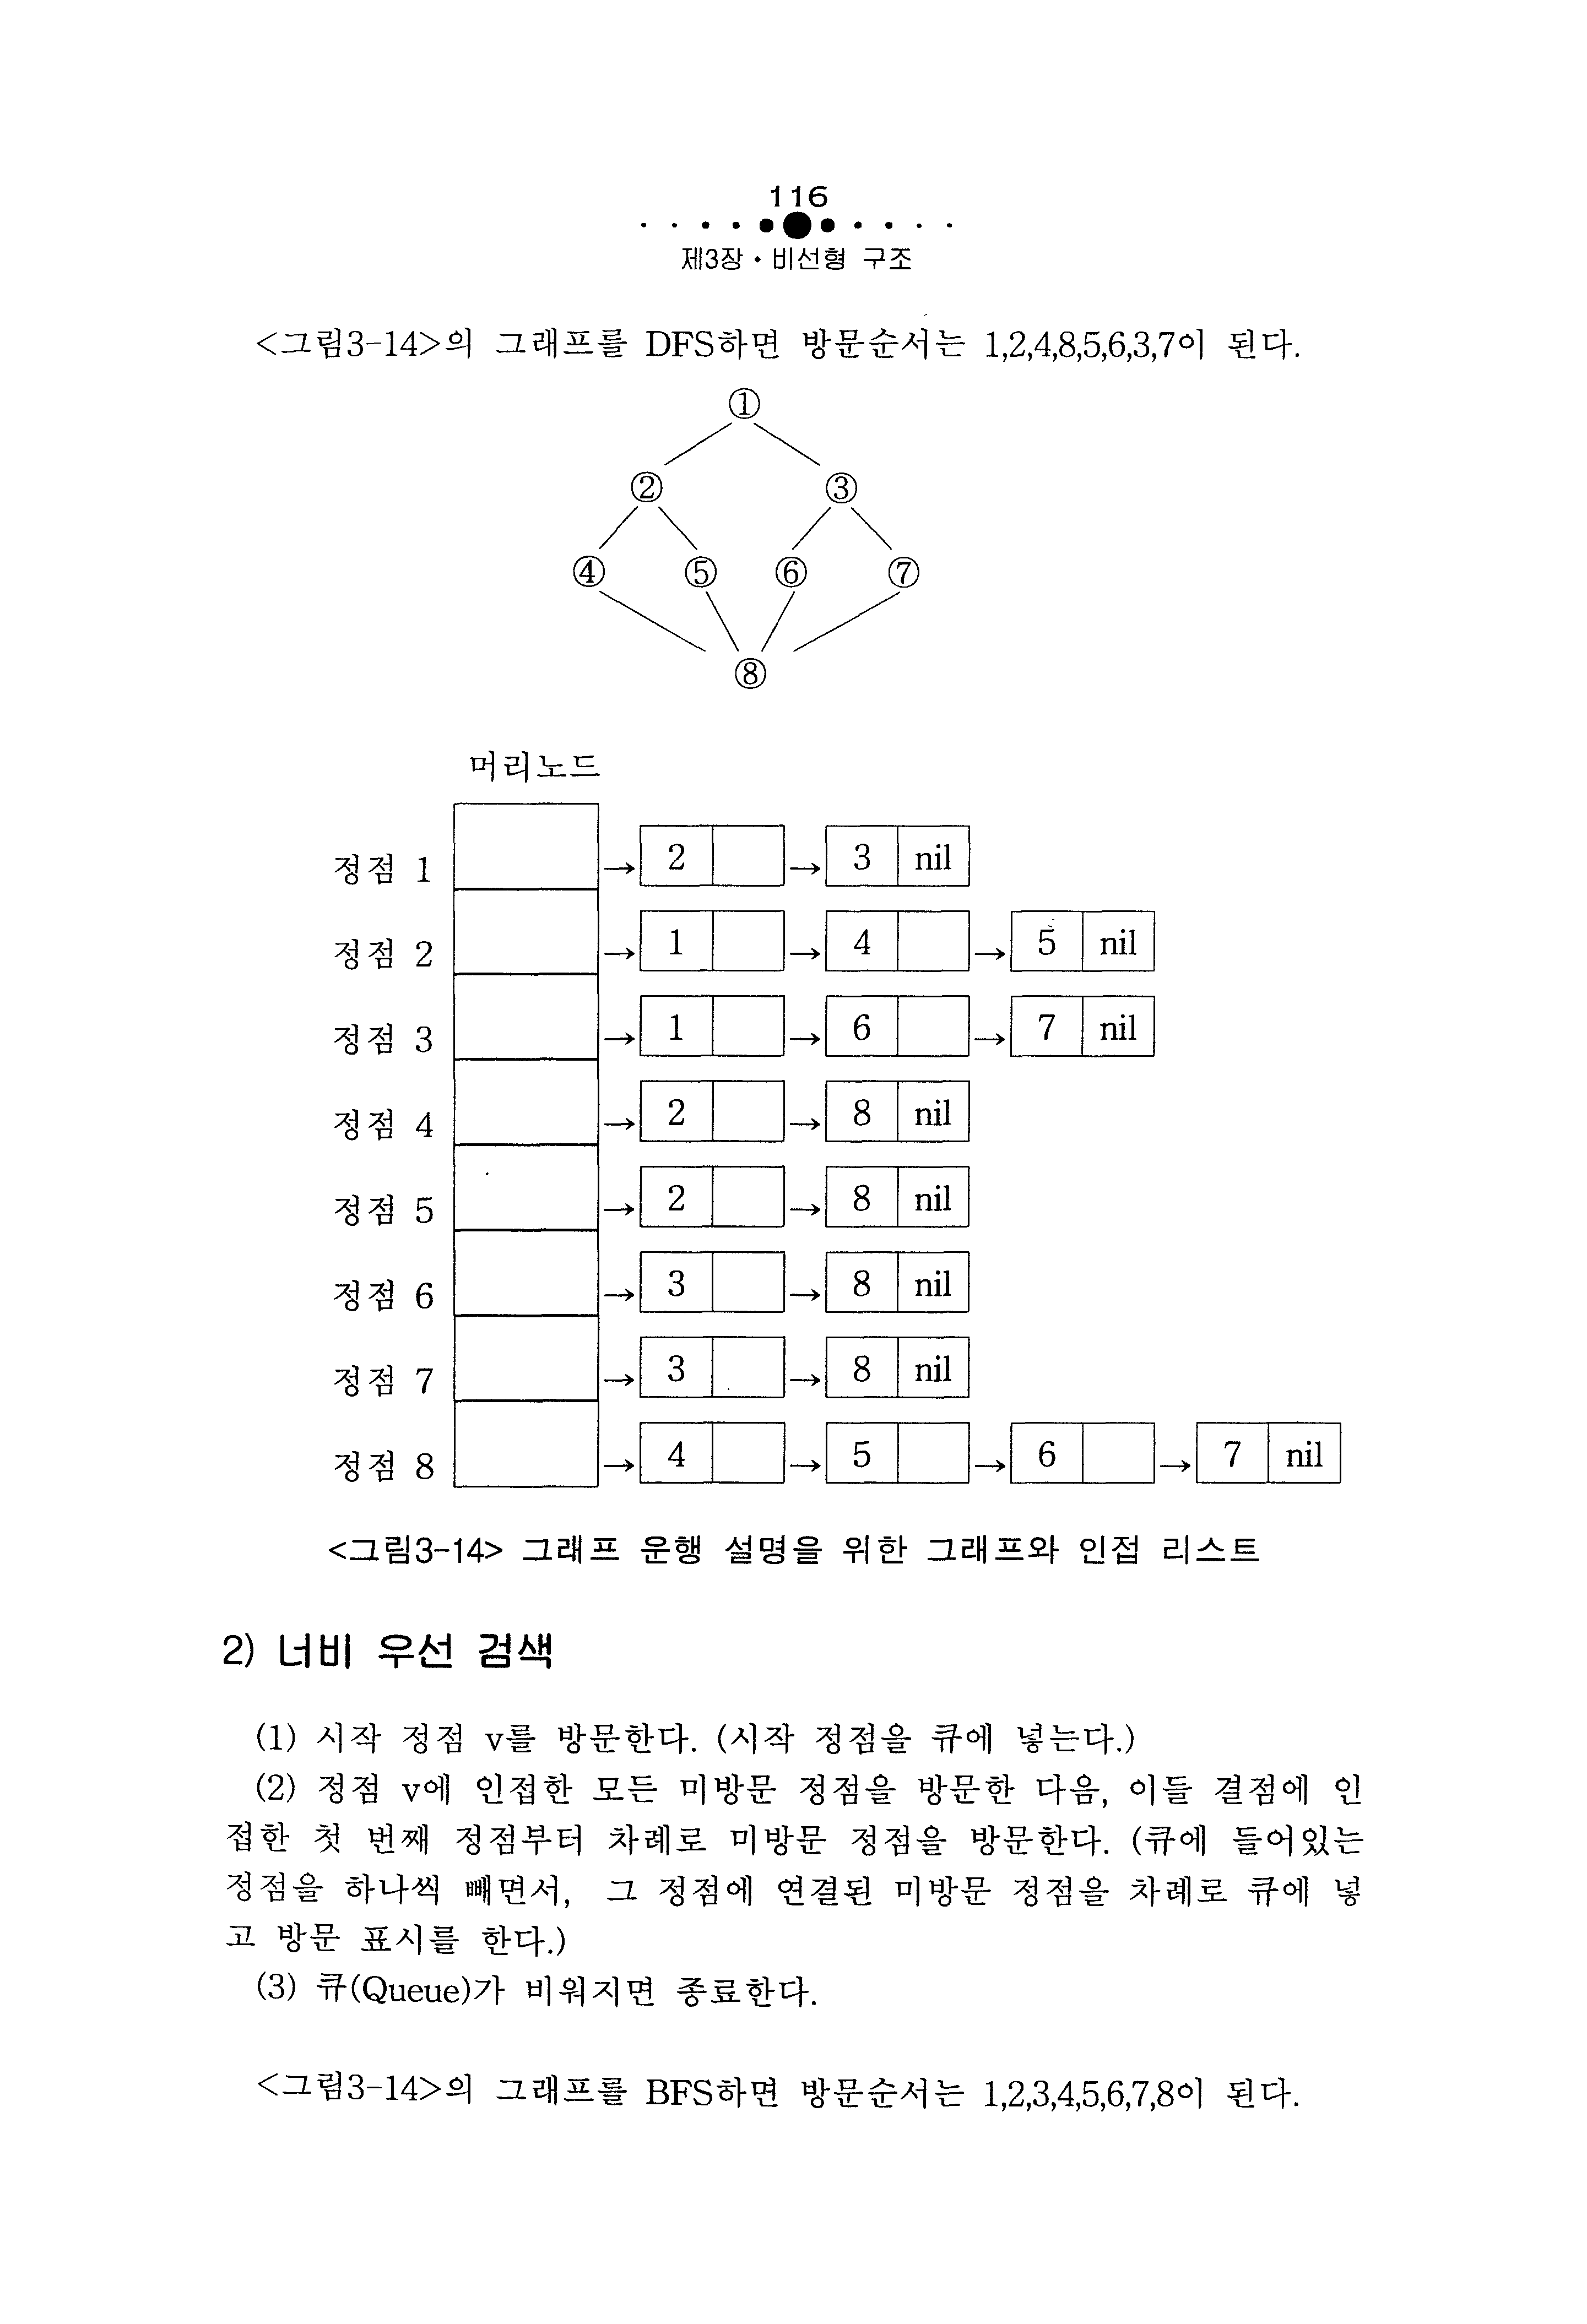 116
제3장 • 비선형 구조
<그림3-14>의 그래프를 DFS하면 방문순서는 1,2,4,8,5,6,3,7이 된다.
①
② ③
④ ⑤ ⑥ ⑦
⑧
머리노드
정점 1 → 2 → 3 nil
정점 2 → 1 → 4 → 5 nil
정점 3 → 1 → 6 → 7 nil
정점 4 → 2 → 8 nil
정점 5 → 2 → 8 nil
정점 6 → 3 → 8 nil
정점 7 → 3 → 8 nil
정점 8 → 4 → 5 → 6 → 7 nil
<그림3-14> 그래프 운행 설명을 위한 그래프와 인접 리스트
2) 너비 우선 검색
(1) 시작 정점 v를 방문한다. (시작 정점을 큐에 넣는다.)
(2) 정점 v에 인접한 모든 미방문 정점을 방문한 다음, 이들 결점에 인
접한 첫 번째 정점부터 차례로 미방문 정점을 방문한다. (큐에 들어있는
정점을 하나씩 빼면서, 그 정점에 연결된 미방문 정점을 차례로 큐에 넣
고 방문 표시를 한다.)
(3) 큐(Queue)가 비워지면 종료한다.
<그림3-14>의 그래프를 BFS하면 방문순서는 1,2,3,4,5,6,7,8이 된다.